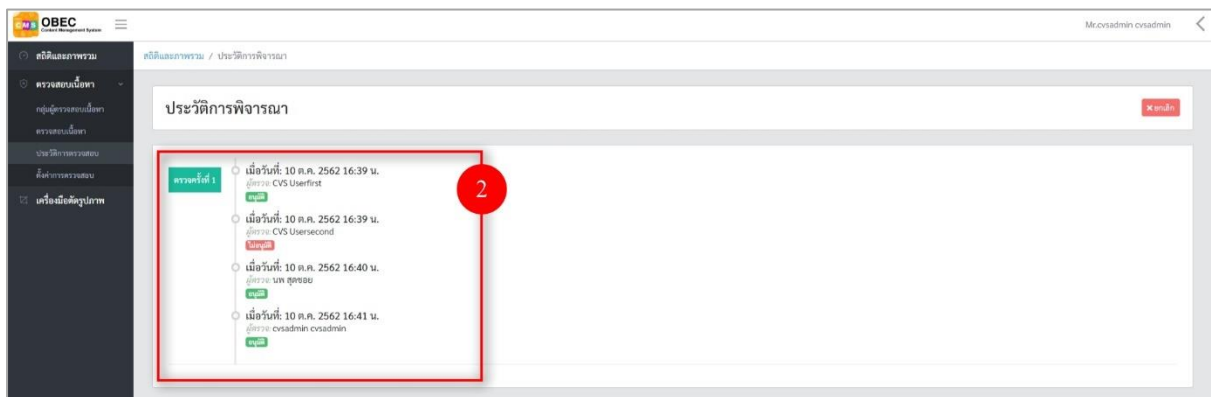 CMS OBEC
Content Management System
Mr.cvsadmin cvsadmin
สถิติและภาพรวม
ตรวจสอบเนื้อหา
กลุ่มผู้ตรวจสอบเนื้อหา
ตรวจสอบเนื้อหา
ประวัติการตรวจสอบ
ตั้งค่าการตรวจสอบ
เครื่องมือตัดรูปภาพ
สถิติและภาพรวม / ประวัติการพิจารณา
ประวัติการพิจารณา
ยกเลิก
ตรวจครั้งที่ 1
เมื่อวันที่: 10 ต.ค. 2562 16:39 น.
ผู้ตรวจ: CVS Userfirst
อนุมัติ
เมื่อวันที่: 10 ต.ค. 2562 16:39 น.
ผู้ตรวจ: CVS Usersecond
ไม่อนุมัติ
เมื่อวันที่: 10 ต.ค. 2562 16:40 น.
ผู้ตรวจ: นพ สุดซอย
อนุมัติ
เมื่อวันที่: 10 ต.ค. 2562 16:41 น.
ผู้ตรวจ: cvsadmin cvsadmin
อนุมัติ
2